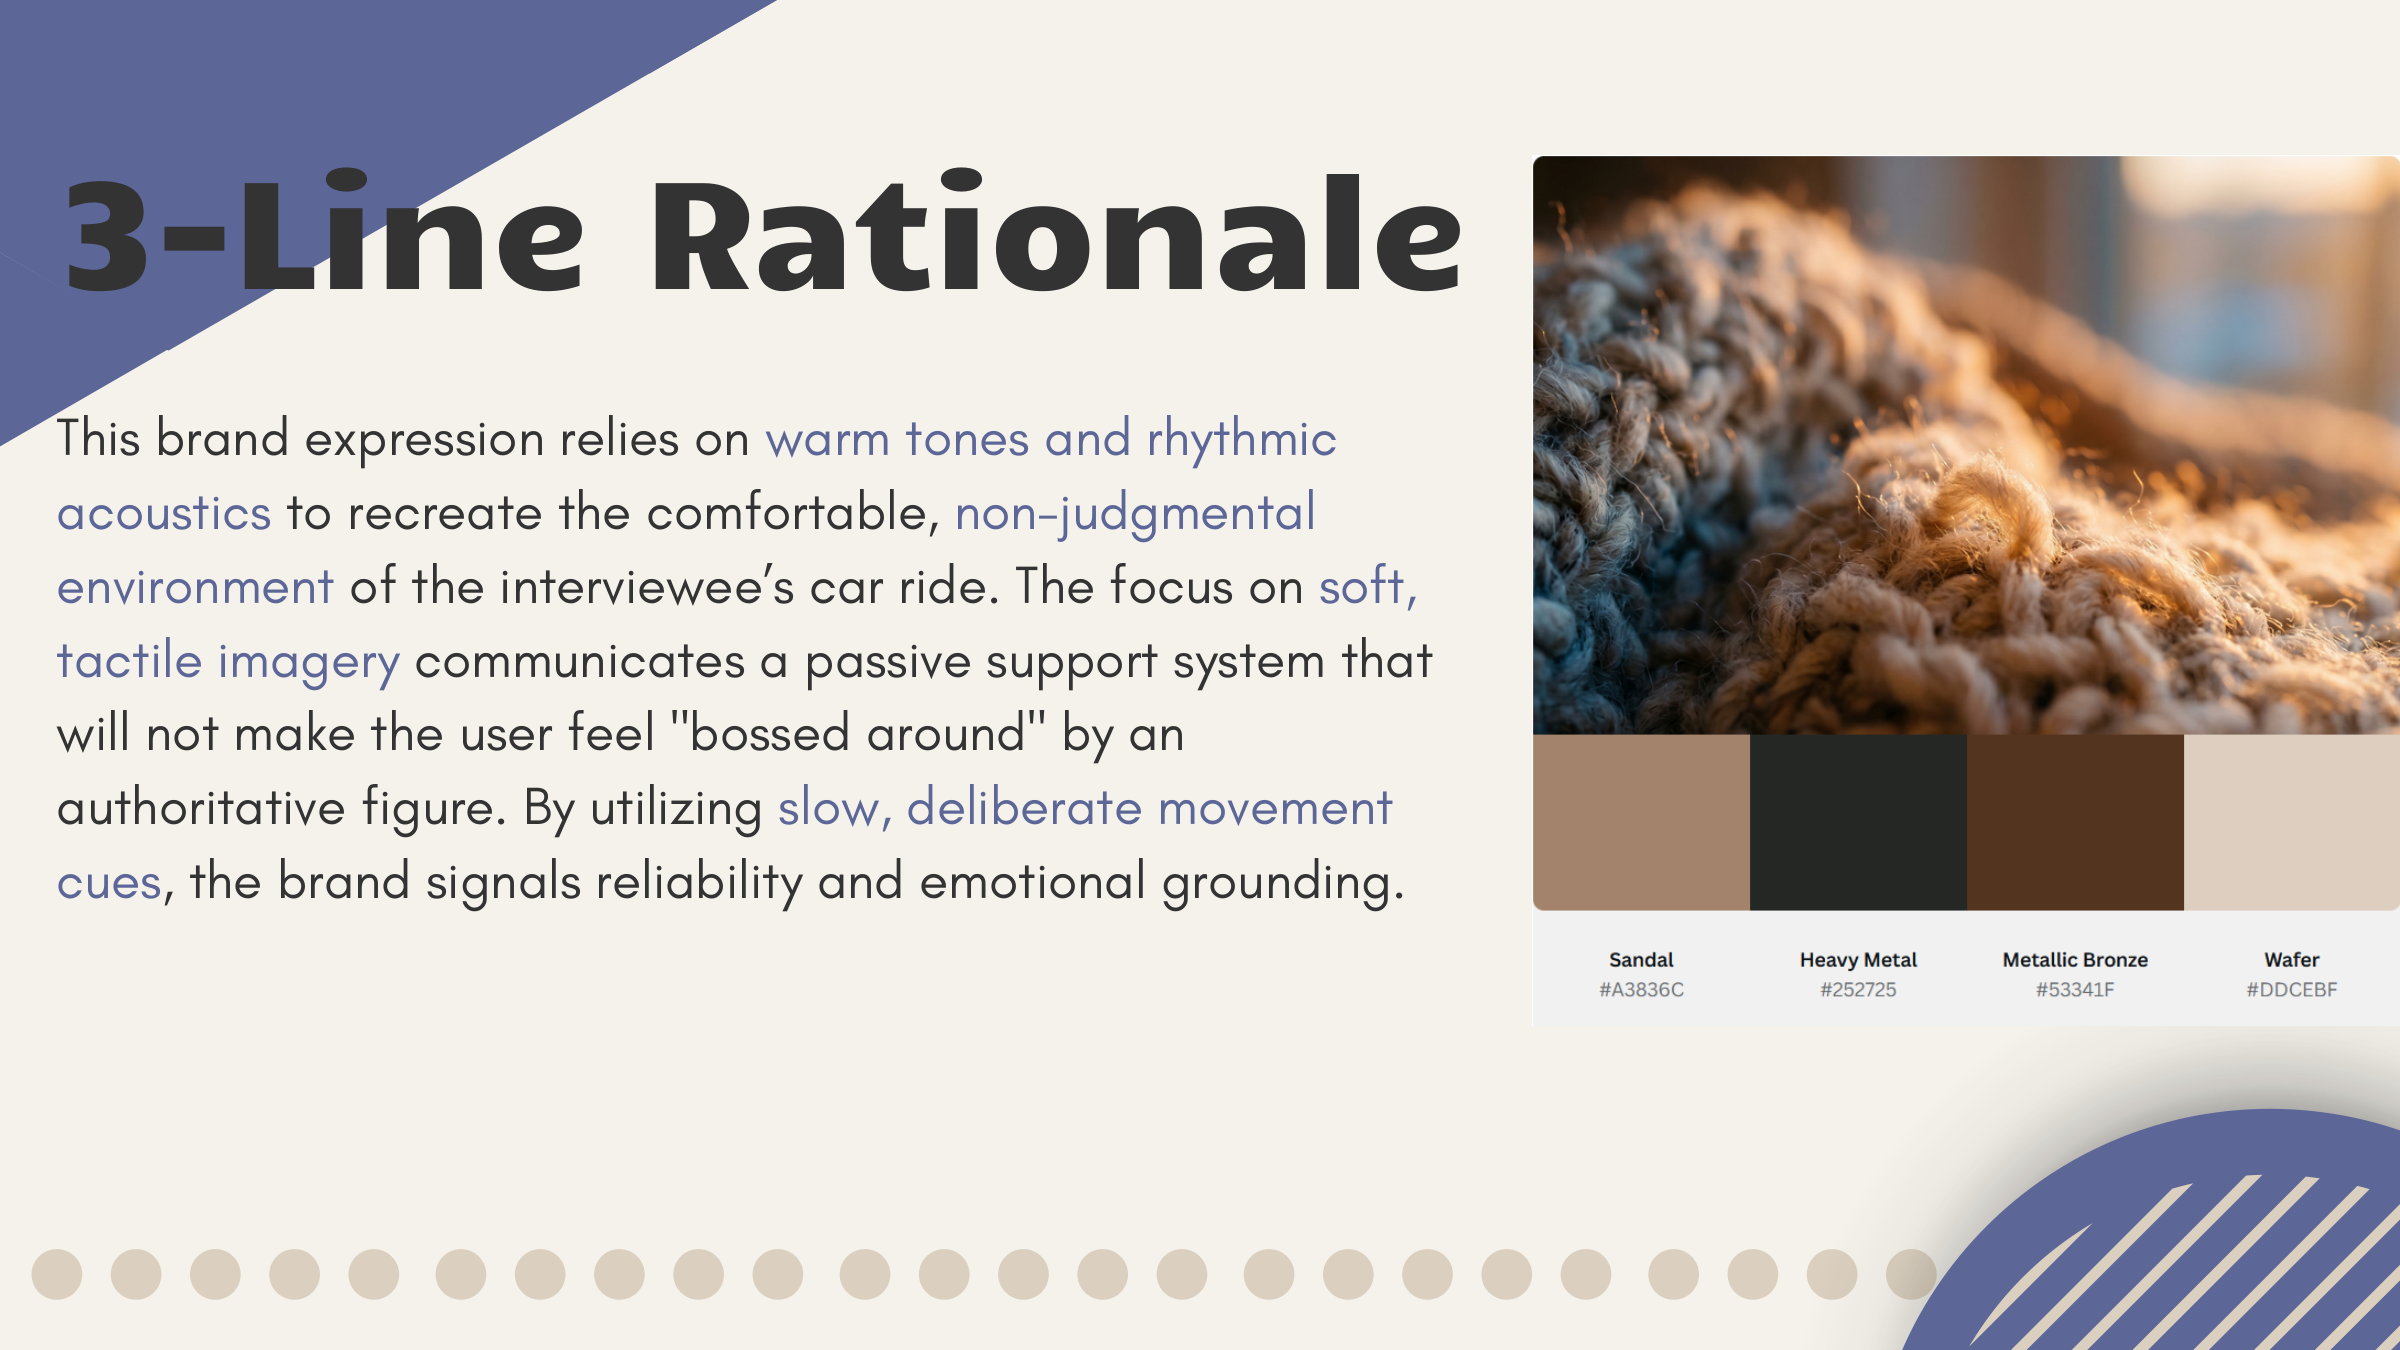 3-Line Rationale
This brand expression relies on warm tones and rhythmic
acoustics to recreate the comfortable, non-judgmental
environment of the interviewee’s car ride. The focus on soft,
tactile imagery communicates a passive support system that
will not make the user feel "bossed around" by an
authoritative figure. By utilizing slow, deliberate movement
cues, the brand signals reliability and emotional grounding.
Sandal
#A3836C
Heavy Metal
#252725
Metallic Bronze
#53341F
Wafer
#DDCEBF